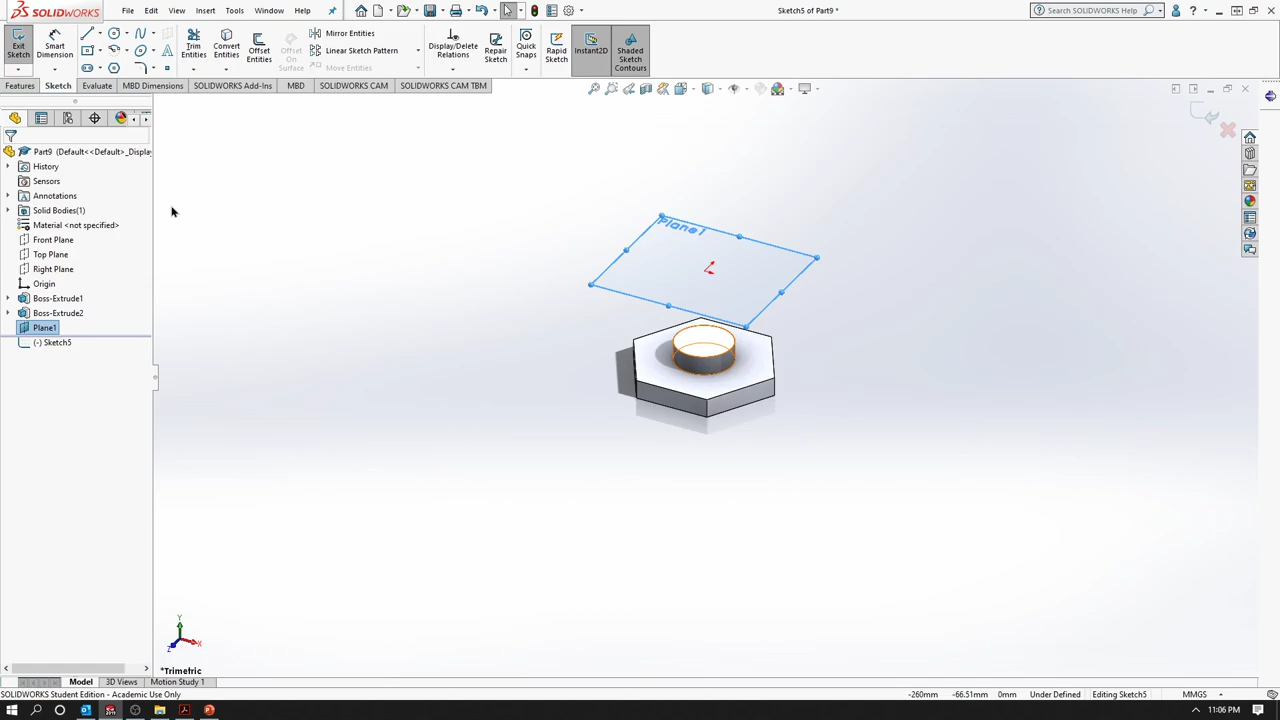 SOLIDWORKS File Edit View Insert Tools Window Help Sketch5 of Part9 * Search SOLIDWORKS Help
Exit Sketch Smart Dimension Trim Entities Convert Entities Offset Entities Offset On Surface Mirror Entities Linear Sketch Pattern Move Entities Display/Delete Relations Repair Sketch Quick Snaps Rapid Sketch Instant2D Shaded Sketch Contours
Features Sketch Evaluate MBD Dimensions SOLIDWORKS Add-Ins MBD SOLIDWORKS CAM SOLIDWORKS CAM TBM
Part9 (Default<<Default>_Display
History
Sensors
Annotations
Solid Bodies(1)
Material <not specified>
Front Plane
Top Plane
Right Plane
Origin
Boss-Extrude1
Boss-Extrude2
Plane1
(-) Sketch5
Plane1
Y
X
Z
*Trimetric
Model 3D Views Motion Study 1
SOLIDWORKS Student Edition - Academic Use Only -260mm -66.51mm 0mm Under Defined Editing Sketch5 MMGS
11:06 PM